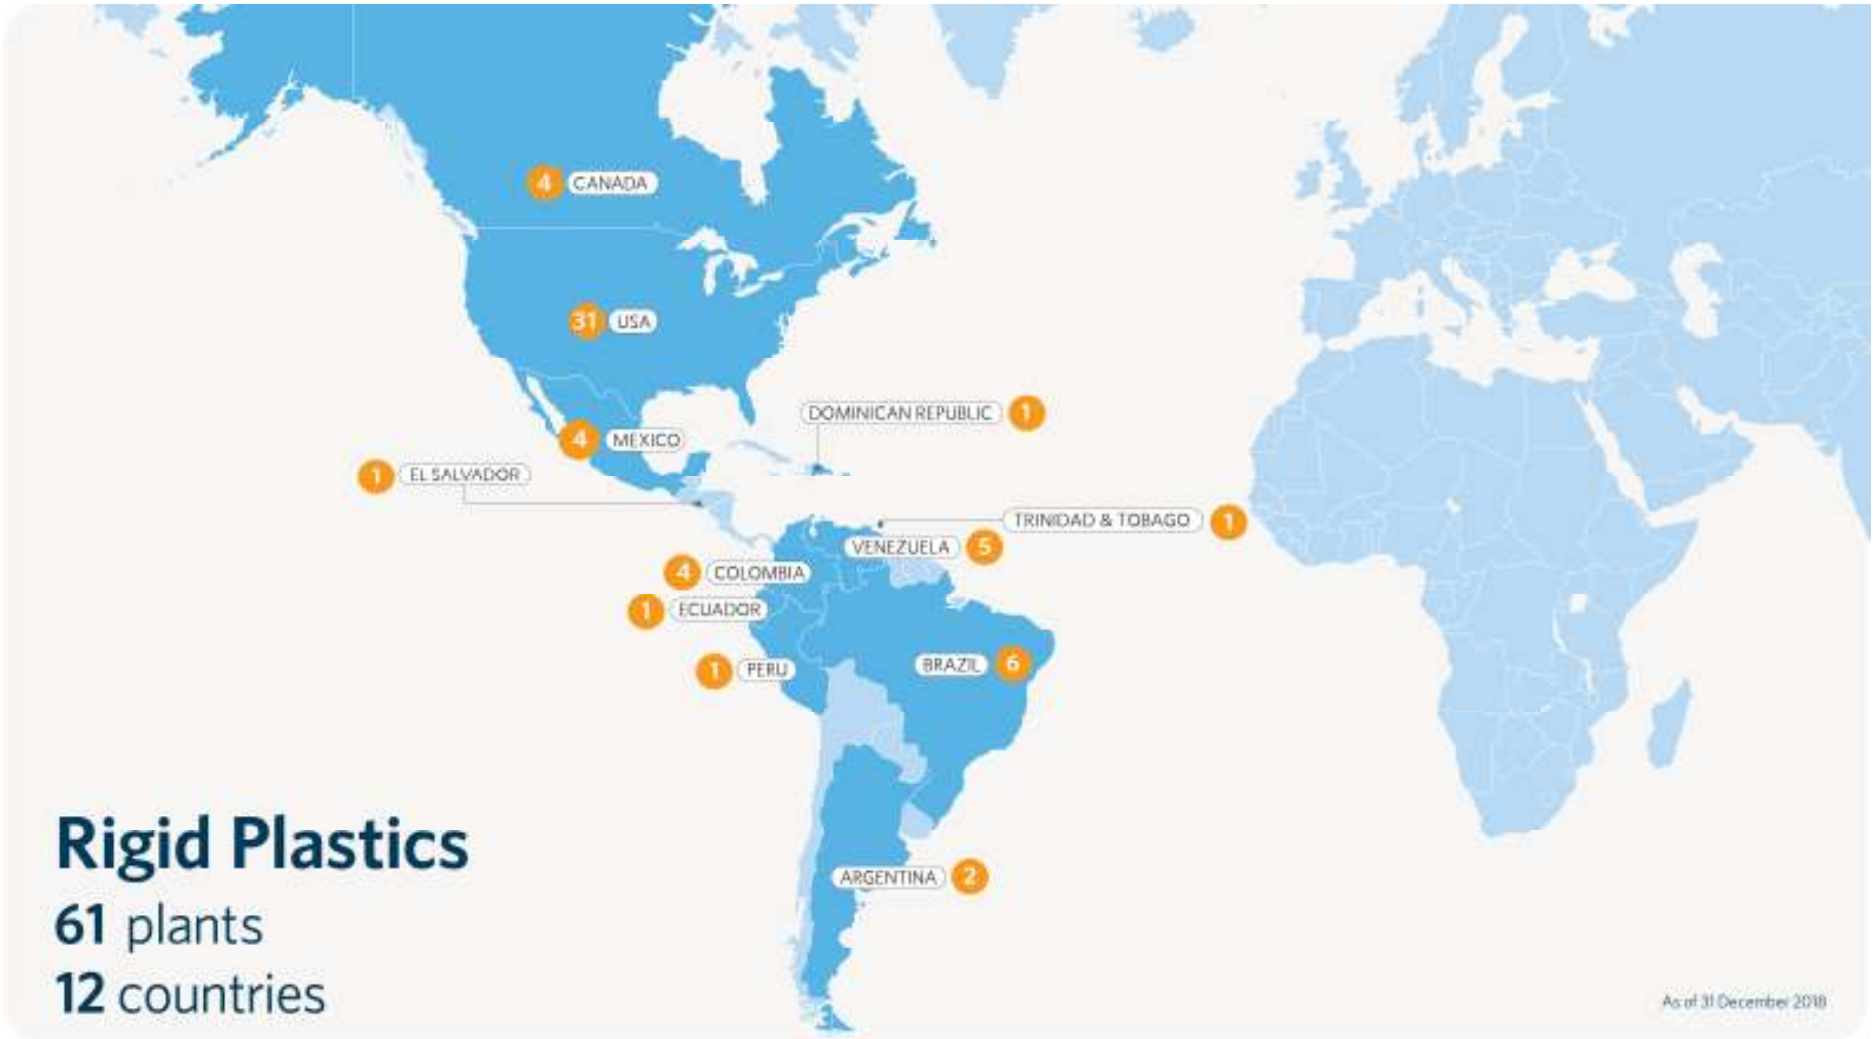 4 CANADA
31 USA
DOMINICAN REPUBLIC 1
4 MEXICO
1 EL SALVADOR
TRINIDAD & TOBAGO 1
VENEZUELA 5
4 COLOMBIA
1 ECUADOR
BRAZIL 6
1 PERU
ARGENTINA 2
Rigid Plastics
61 plants
12 countries
As of 31 December 2018